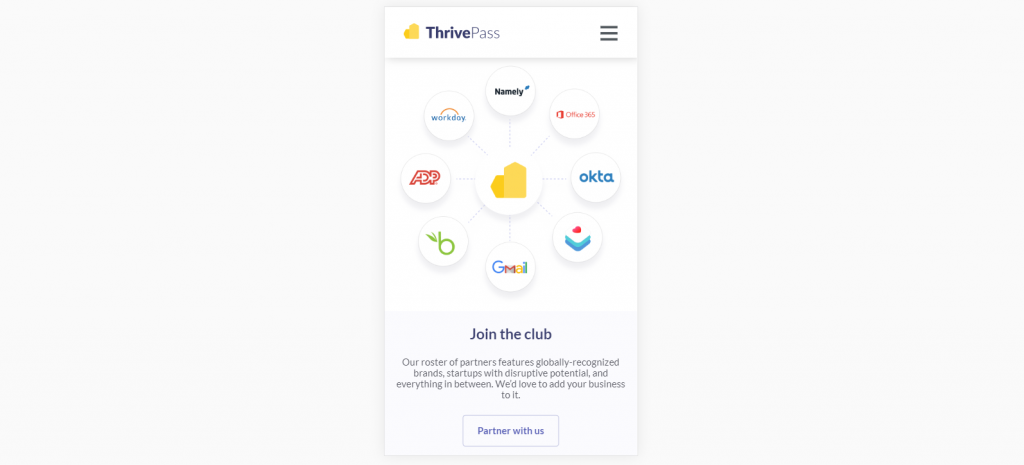 ThrivePass
Namely
workday.
Office 365
ADP
okta
b
Gmail
Join the club
Our roster of partners features globally-recognized
brands, startups with disruptive potential, and
everything in between. We'd love to add your business
to it.
Partner with us